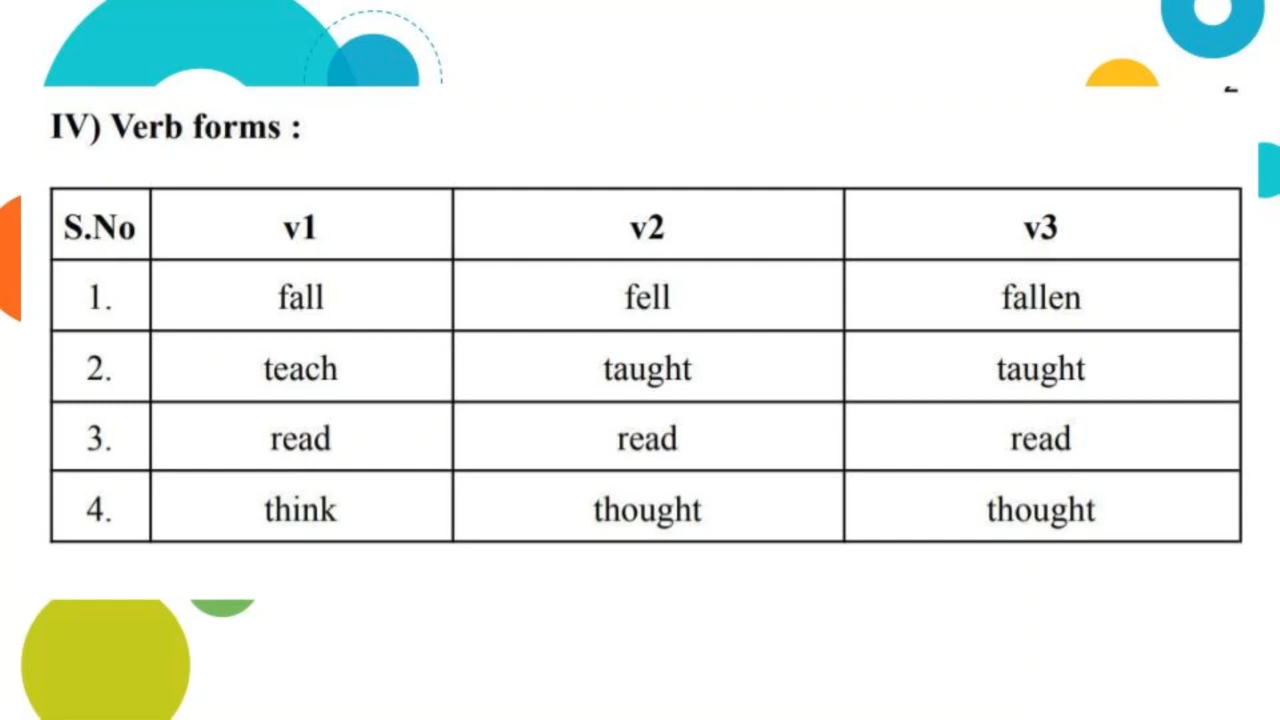 IV) Verb forms :
S.No v1 v2 v3
1. fall fell fallen
2. teach taught taught
3. read read read
4. think thought thought